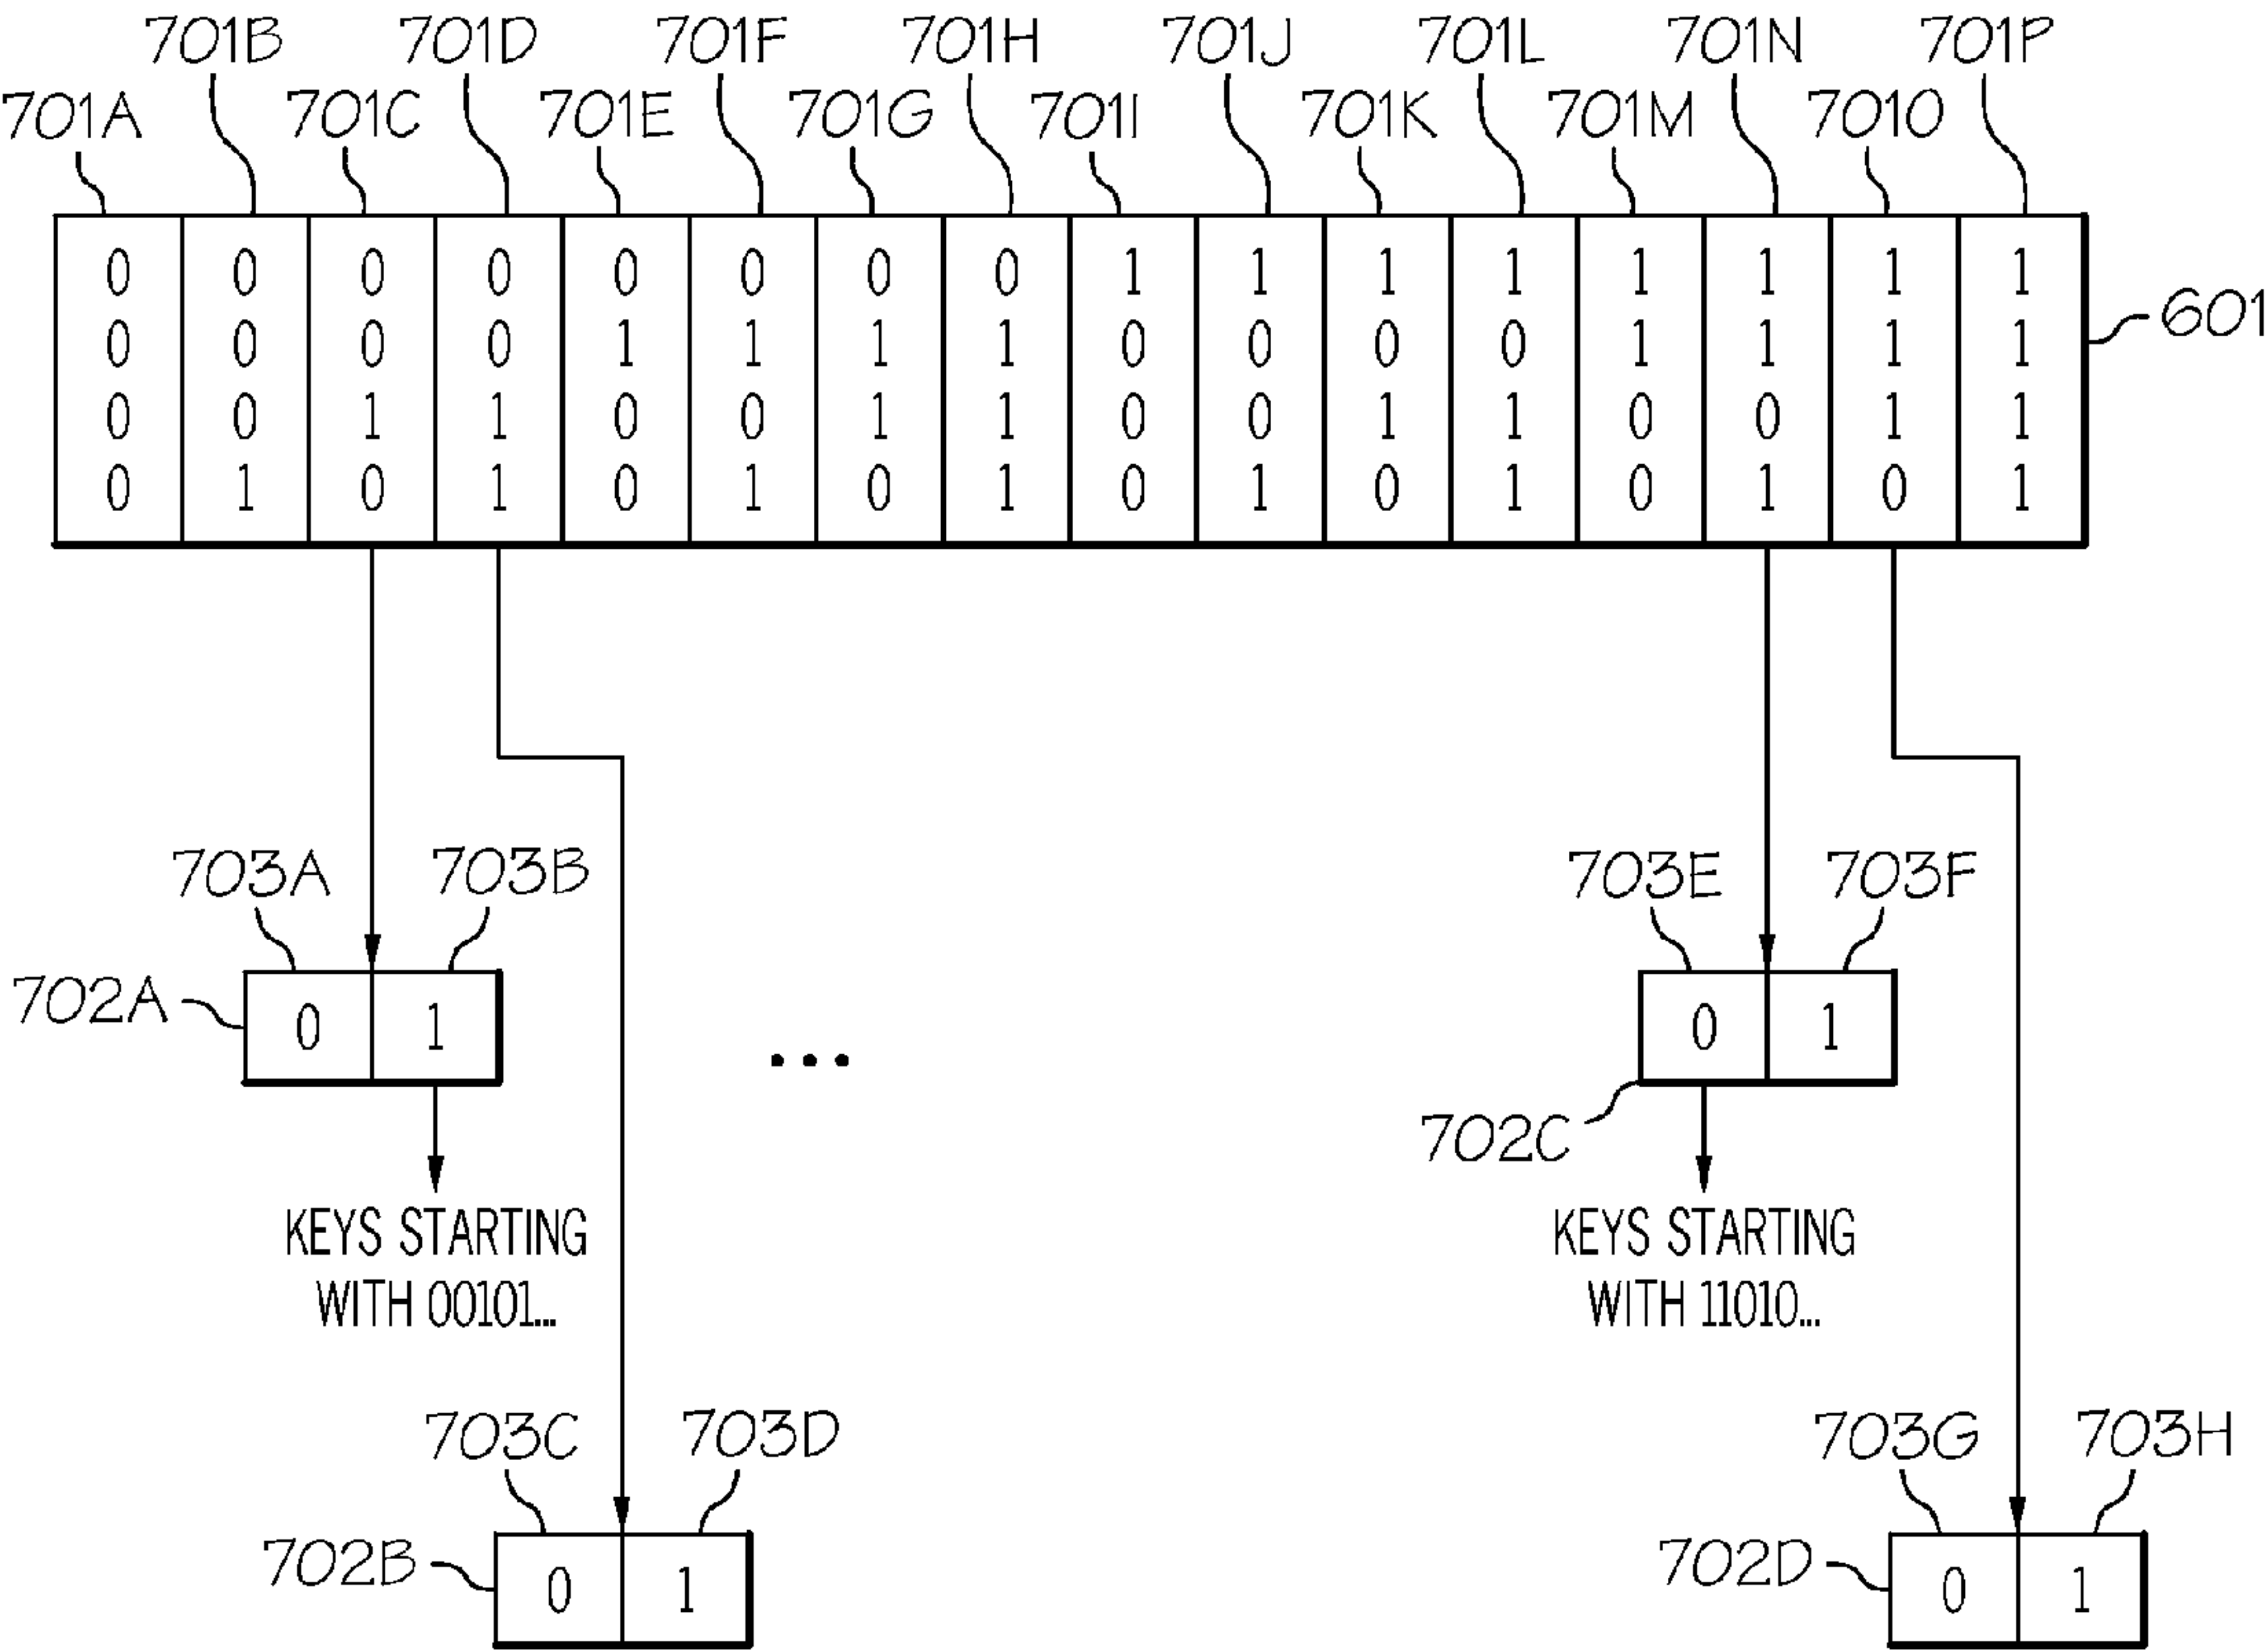 701B 701D 701F 701H 701J 701L 701N 701P
701A 701C 701E 701G 701I 701K 701M 701O
0 0 0 0 0 0 0 0 1 1 1 1 1 1 1 1
0 0 0 0 1 1 1 1 0 0 0 0 1 1 1 1
601
0 0 1 1 0 0 1 1 0 0 1 1 0 0 1 1
0 1 0 1 0 1 0 1 0 1 0 1 0 1 0 1
703A 703B 703E 703F
702A 0 1 ... 0 1
702C
KEYS STARTING
WITH 00101...
KEYS STARTING
WITH 11010...
703C 703D 703G 703H
702B 0 1 702D 0 1